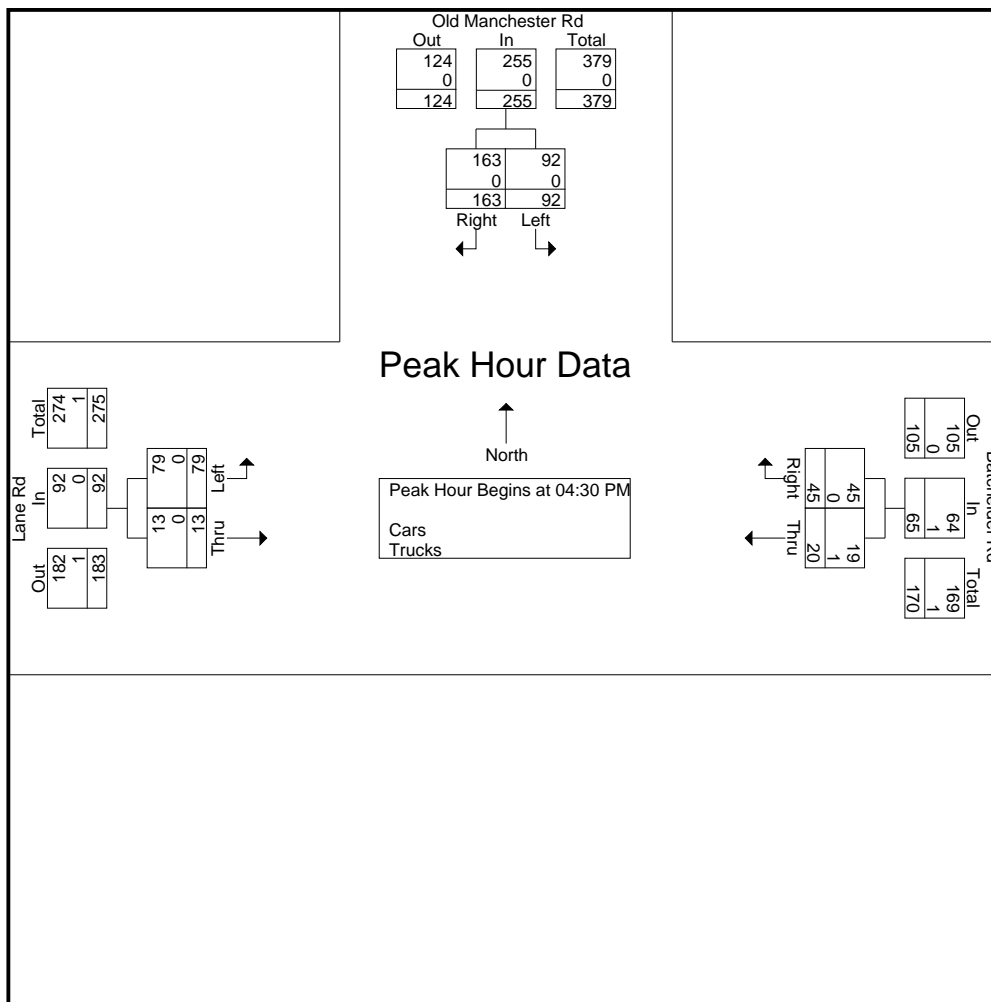 Old Manchester Rd
Out In Total
124 255 379
0 0 0
124 255 379
163 92
0 0
163 92
Right Left
Peak Hour Data
North
Peak Hour Begins at 04:30 PM
Cars
Trucks
Lane Rd
Out In Total
182 92 274
1 0 1
183 92 275
79 13
0 0
79 13
Left Thru
Out In Total
105 64 169
0 1 1
105 65 170
45 19
0 1
45 20
Right Thru